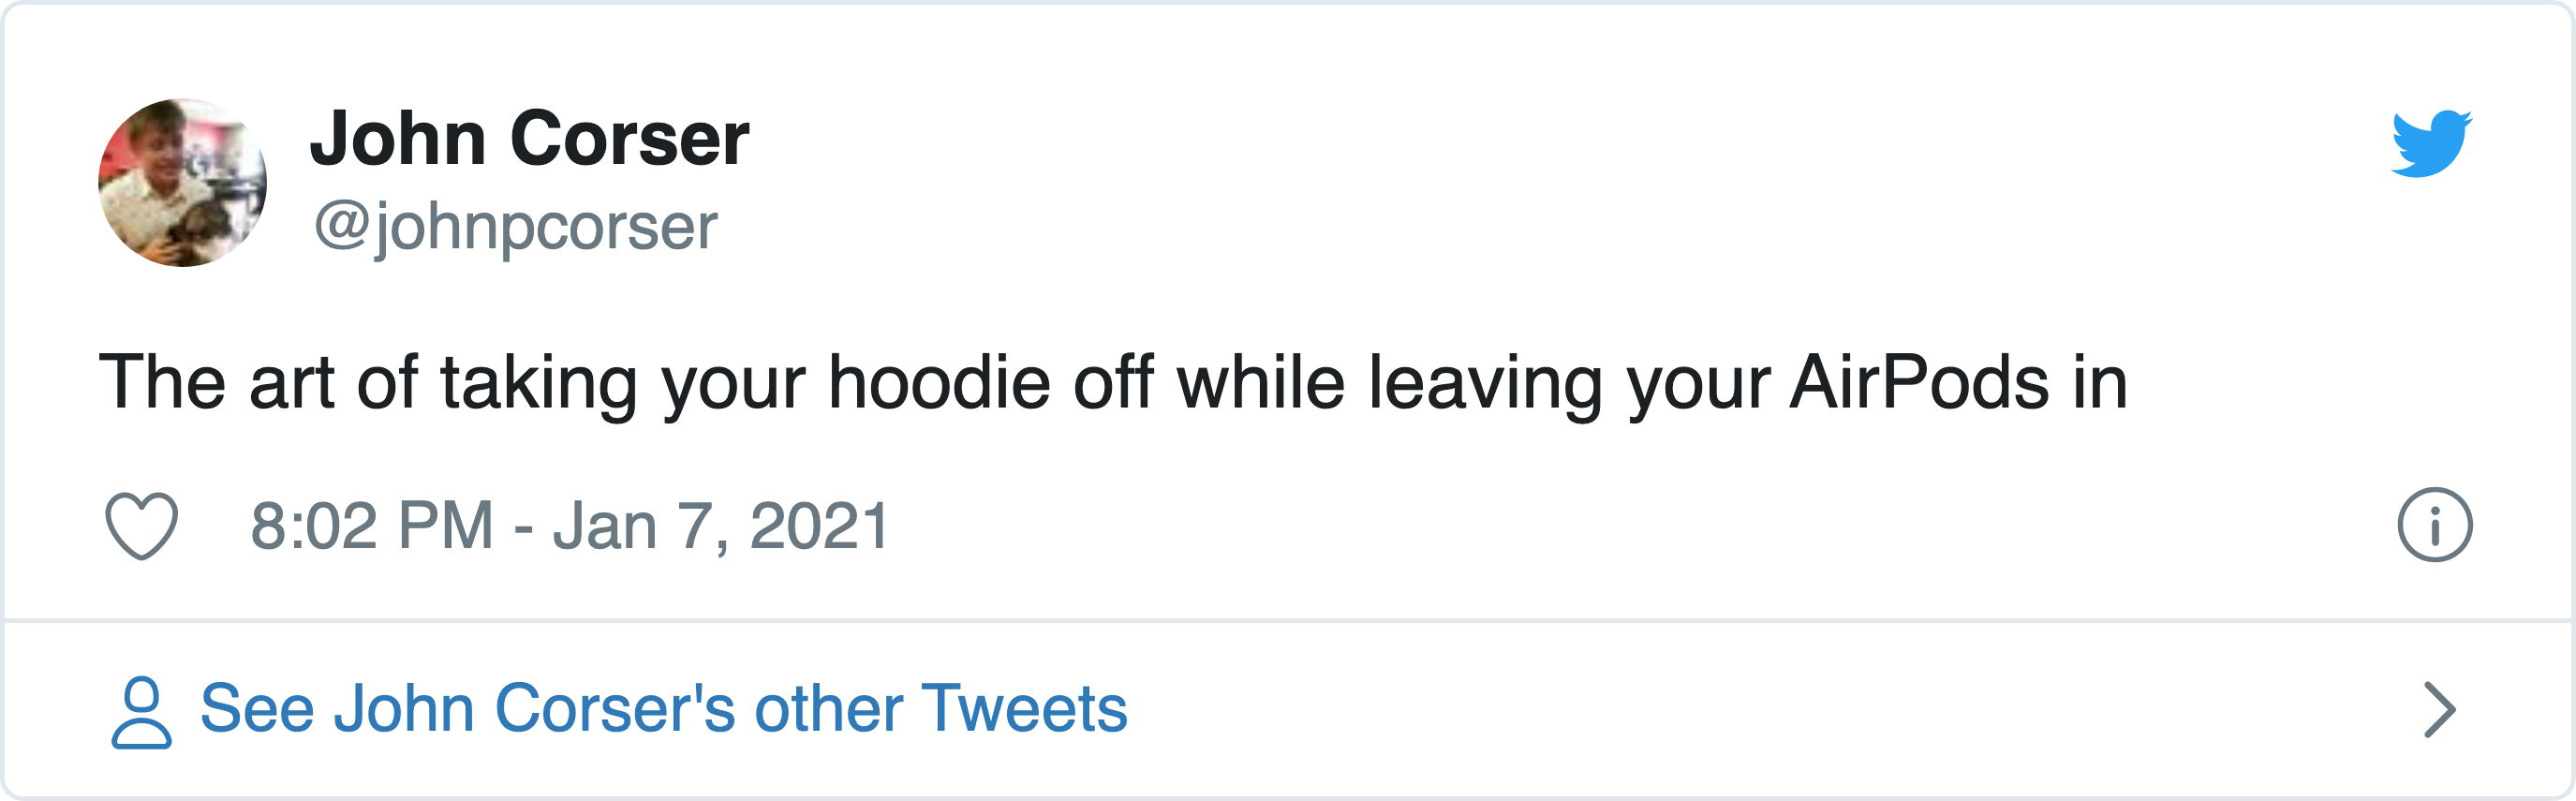 John Corser
@johnpcorser
The art of taking your hoodie off while leaving your AirPods in
8:02 PM - Jan 7, 2021
See John Corser's other Tweets